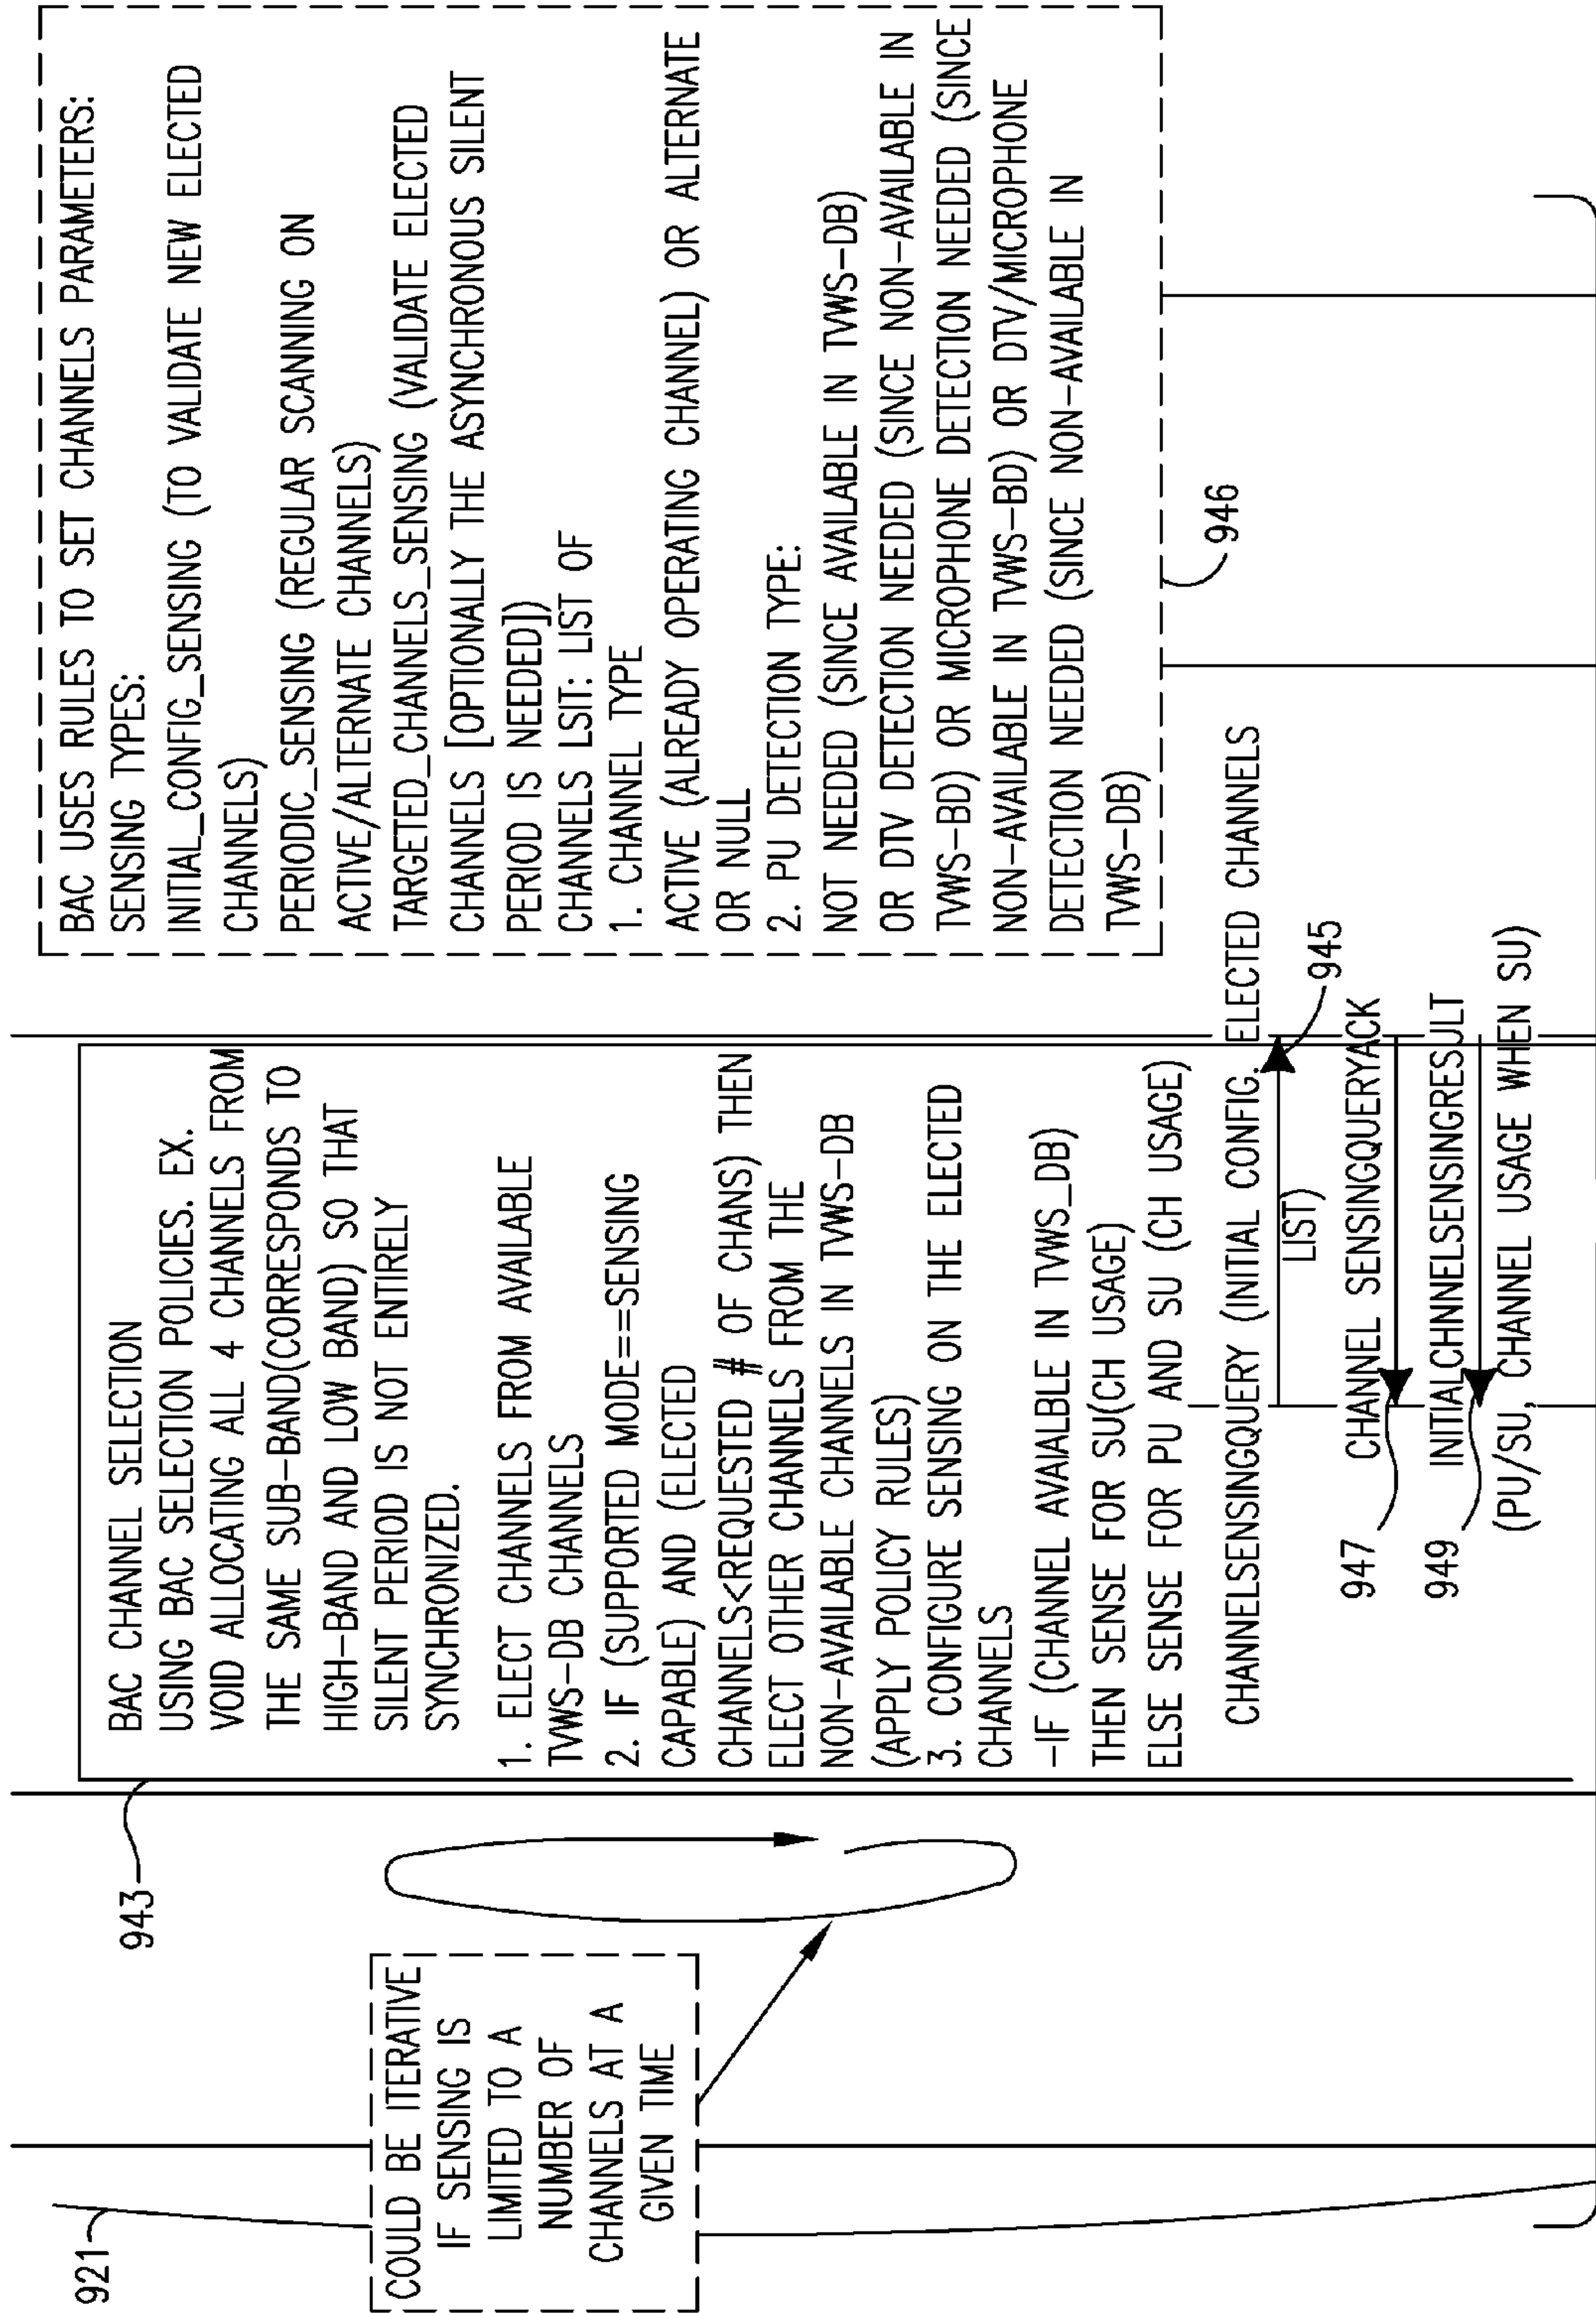 921
COULD BE ITERATIVE
IF SENSING IS
LIMITED TO A
NUMBER OF
CHANNELS AT A
GIVEN TIME
943
BAC CHANNEL SELECTION
USING BAC SELECTION POLICIES. EX.
VOID ALLOCATING ALL 4 CHANNELS FROM
THE SAME SUB-BAND(CORRESPONDS TO
HIGH-BAND AND LOW BAND) SO THAT
SILENT PERIOD IS NOT ENTIRELY
SYNCHRONIZED.
1. ELECT CHANNELS FROM AVAILABLE
TVWS-DB CHANNELS
2. IF (SUPPORTED MODE==SENSING
CAPABLE) AND (ELECTED
CHANNELS<REQUESTED # OF CHANS) THEN
ELECT OTHER CHANNELS FROM THE
NON-AVAILABLE CHANNELS IN TVWS-DB
(APPLY POLICY RULES)
3. CONFIGURE SENSING ON THE ELECTED
CHANNELS
-IF (CHANNEL AVAIALBLE IN TVWS_DB)
THEN SENSE FOR SU(CH USAGE)
ELSE SENSE FOR PU AND SU (CH USAGE)
CHANNELSENSINGQUERY (INITIAL CONFIG. ELECTED CHANNELS
LIST)
945
CHANNEL SENSINGQUERYACK
947
INITIALCHNNELSENSINGRESULT
949
(PU/SU, CHANNEL USAGE WHEN SU)
BAC USES RULES TO SET CHANNELS PARAMETERS:
SENSING TYPES:
INITIAL_CONFIG_SENSING (TO VALIDATE NEW ELECTED
CHANNELS)
PERIODIC_SENSING (REGULAR SCANNING ON
ACTIVE/ALTERNATE CHANNELS)
TARGETED_CHANNELS_SENSING (VALIDATE ELECTED
CHANNELS [OPTIONALLY THE ASYNCHRONOUS SILENT
PERIOD IS NEEDED])
CHANNELS LSIT: LIST OF
1. CHANNEL TYPE
ACTIVE (ALREADY OPERATING CHANNEL) OR ALTERNATE
OR NULL
2. PU DETECTION TYPE:
NOT NEEDED (SINCE AVAILABLE IN TVWS-DB)
OR DTV DETECTION NEEDED (SINCE NON-AVAILABLE IN
TVWS-BD) OR MICROPHONE DETECTION NEEDED (SINCE
NON-AVAILABLE IN TVWS-BD) OR DTV/MICROPHONE
DETECTION NEEDED (SINCE NON-AVAILABLE IN
TVWS-DB)
946